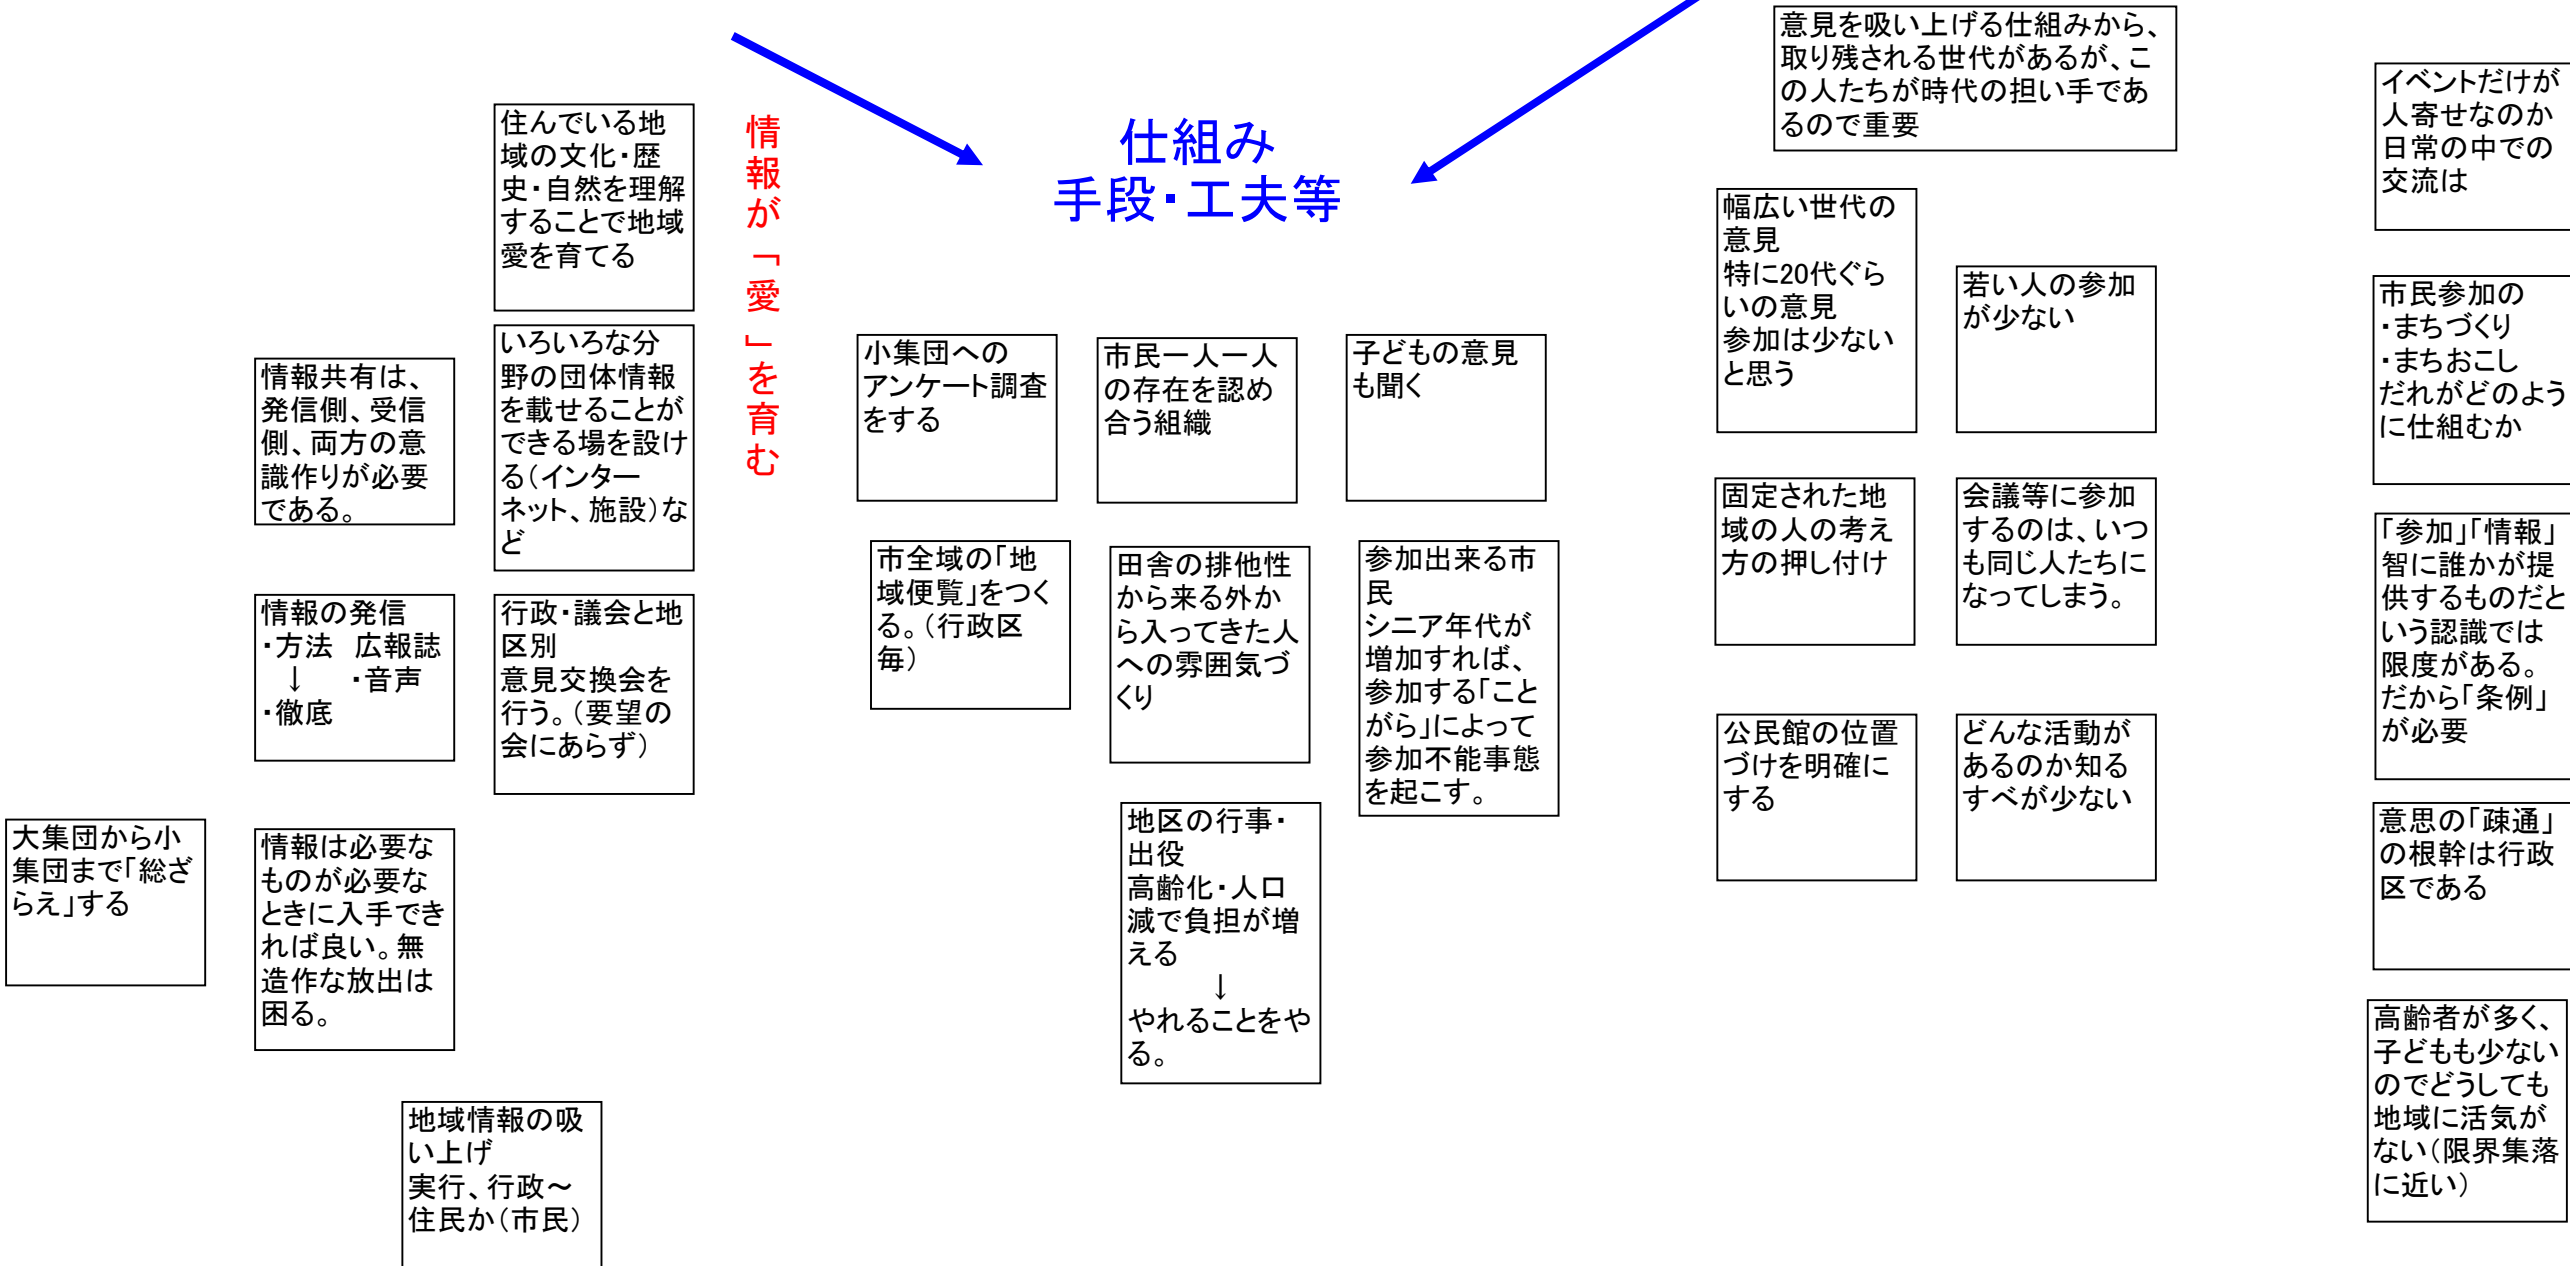 意見を吸い上げる仕組みから、
取り残される世代があるが、こ
の人たちが時代の担い手であ
るので重要
イベントだけが
人寄せなのか
日常の中での
交流は
住んでいる地
域の文化・歴
史・自然を理解
することで地域
愛を育てる
情報が「愛」を育む
仕組み
手段・工夫等
幅広い世代の
意見
特に20代ぐら
いの意見
参加は少ない
と思う
若い人の参加
が少ない
市民参加の
・まちづくり
・まちおこし
だれがどのよう
に仕組むか
いろいろな分
野の団体情報
を載せることが
できる場を設け
る（インター
ネット、施設）な
ど
情報共有は、
発信側、受信
側、両方の意
識作りが必要
である。
小集団への
アンケート調査
をする
市民一人一人
の存在を認め
合う組織
子どもの意見
も聞く
固定された地
域の人の考え
方の押し付け
会議等に参加
するのは、いつ
も同じ人たちに
なってしまう。
「参加」「情報」
智に誰かが提
供するものだと
いう認識では
限度がある。
だから「条例」
が必要
市全域の「地
域便覧」をつく
る。（行政区
毎）
田舎の排他性
から来る外か
ら入ってきた人
への雰囲気づ
くり
参加出来る市
民
シニア年代が
増加すれば、
参加する「こと
がら」によって
参加不能事態
を起こす。
情報の発信
・方法　広報誌
↓　・音声
・徹底
行政・議会と地
区別
意見交換会を
行う。（要望の
会にあらず）
公民館の位置
づけを明確に
する
どんな活動が
あるのか知る
すべが少ない
意思の「疎通」
の根幹は行政
区である
大集団から小
集団まで「総ざ
らえ」する
情報は必要な
ものが必要な
ときに入手でき
れば良い。無
造作な放出は
困る。
地区の行事・
出役
高齢化・人口
減で負担が増
える
↓
やれることをや
る。
高齢者が多く、
子どもも少ない
のでどうしても
地域に活気が
ない（限界集落
に近い）
地域情報の吸
い上げ
実行、行政～
住民か（市民）